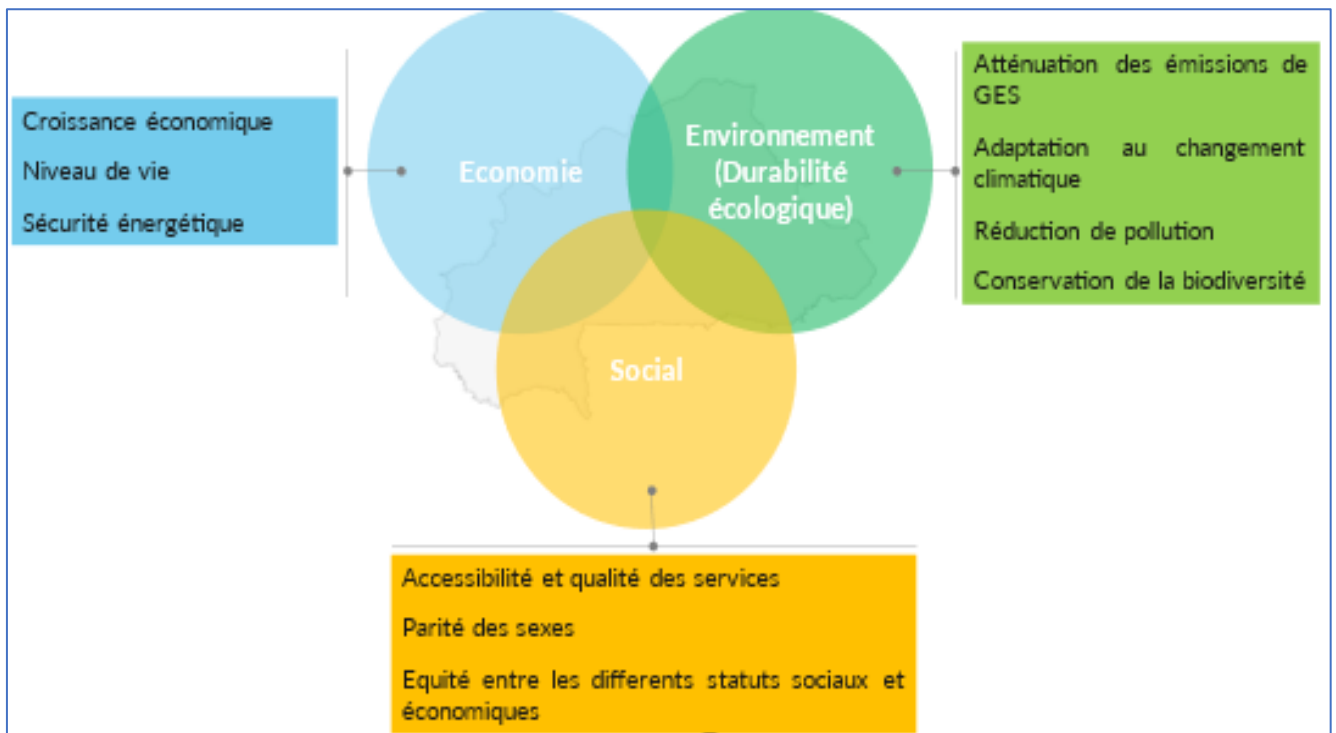 Croissance économique
Niveau de vie
Sécurité énergétique
Economie
Environnement
(Durabilité
écologique)
Atténuation des émissions de
GES
Adaptation au changement
climatique
Réduction de pollution
Conservation de la biodiversité
Social
Accessibilité et qualité des services
Parité des sexes
Equité entre les differents statuts sociaux et
économiques